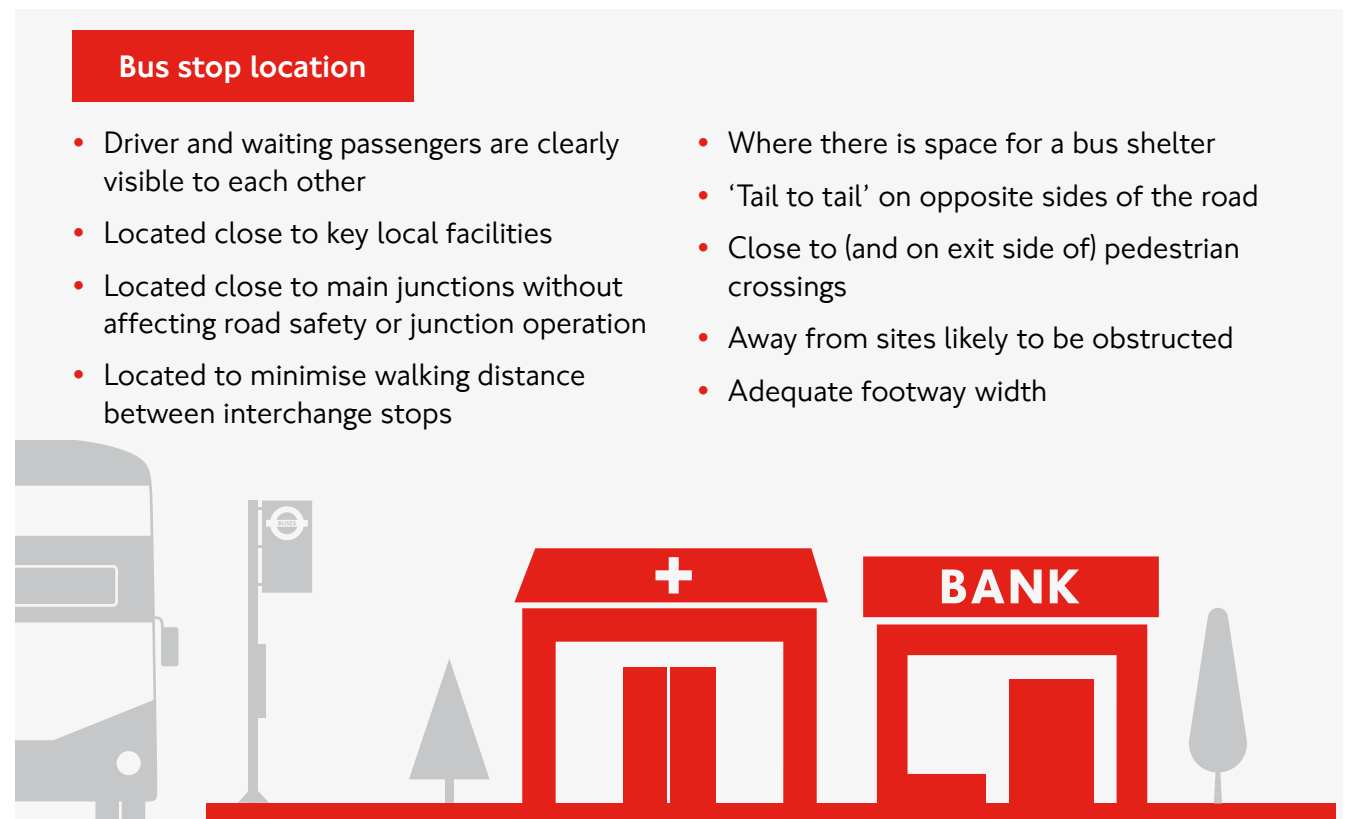 Bus stop location
• Driver and waiting passengers are clearly
visible to each other
• Located close to key local facilities
• Located close to main junctions without
affecting road safety or junction operation
• Located to minimise walking distance
between interchange stops
• Where there is space for a bus shelter
• ‘Tail to tail’ on opposite sides of the road
• Close to (and on exit side of) pedestrian
crossings
• Away from sites likely to be obstructed
• Adequate footway width
BUSES
BANK